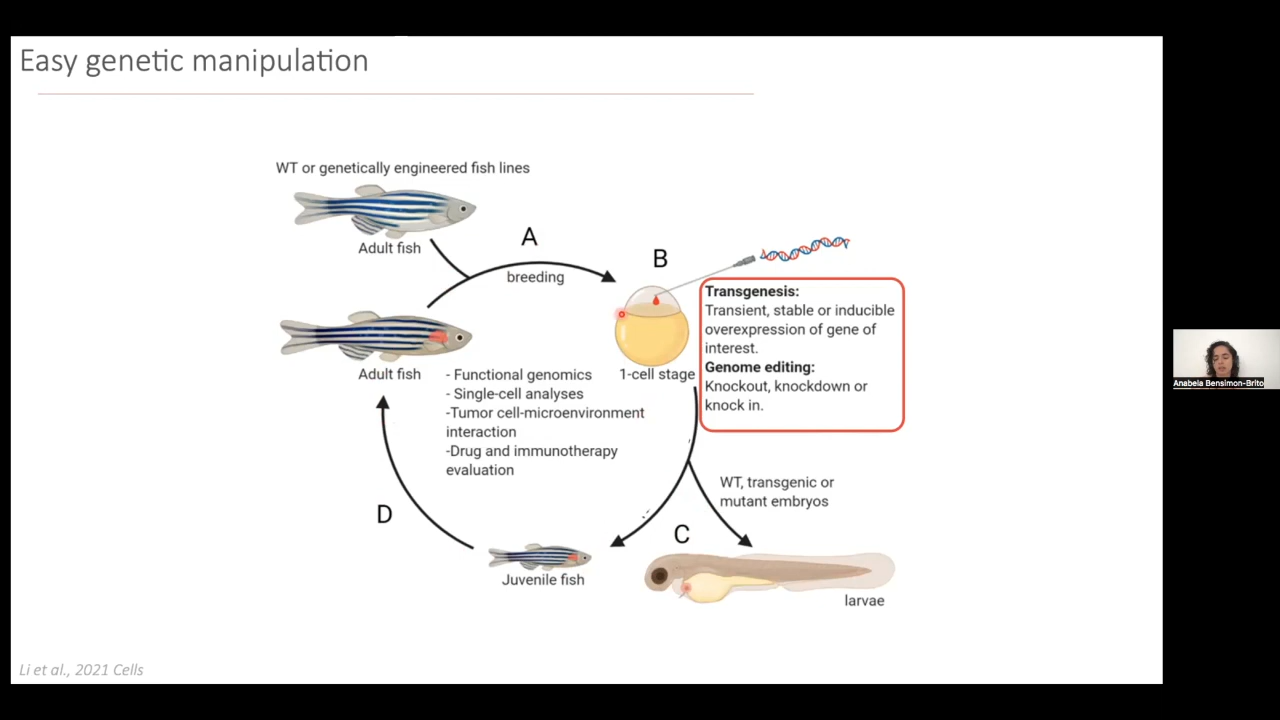 Easy genetic manipulation
WT or genetically engineered fish lines
Adult fish
A
breeding
B
Transgenesis:
Transient, stable or inducible
overexpression of gene of
interest.
Genome editing:
Knockout, knockdown or
knock in.
1-cell stage
Adult fish
- Functional genomics
- Single-cell analyses
-Tumor cell-microenvironment
interaction
-Drug and immunotherapy
evaluation
WT, transgenic or
mutant embryos
D
C
Juvenile fish
larvae
Li et al., 2021 Cells
Anabela Bensimon-Brito